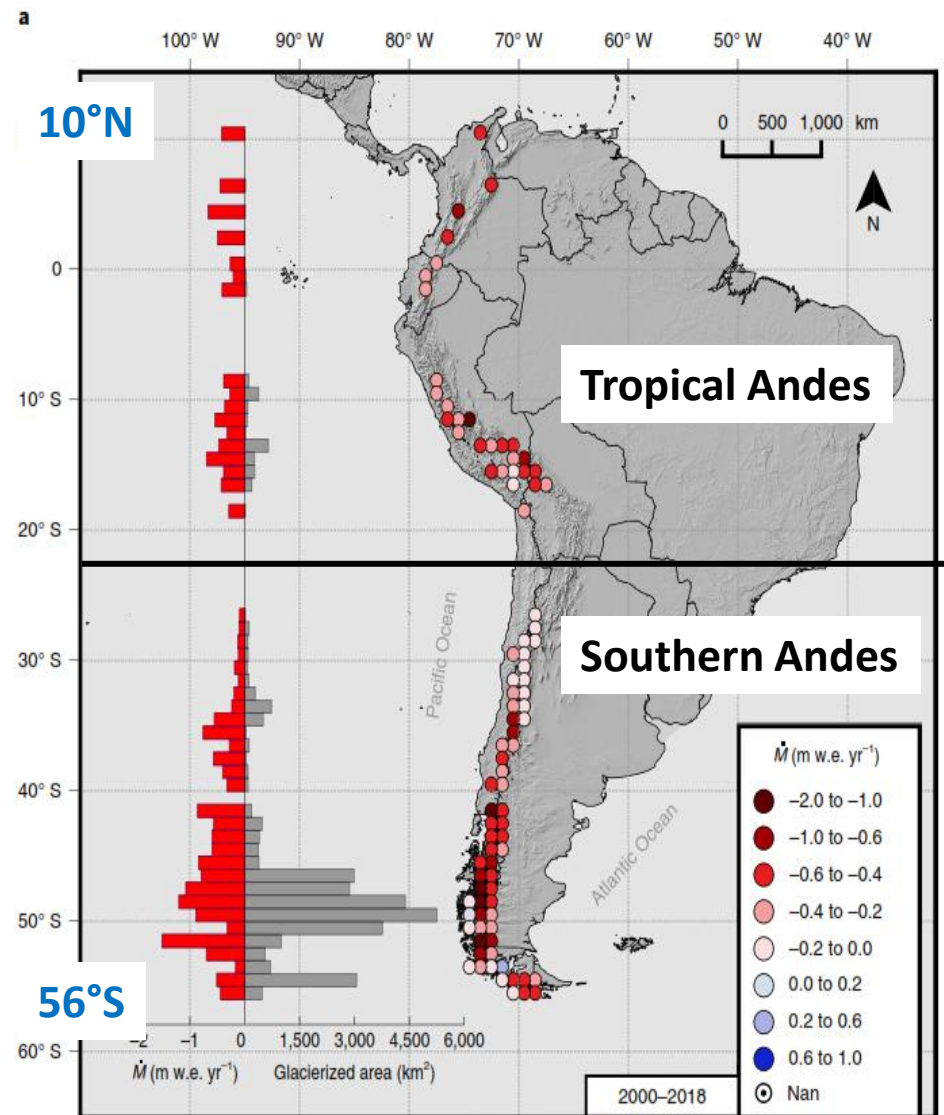 a
100° W 90° W 80° W 70° W 60° W 50° W 40° W
10°N
0 500 1,000 km
N
0
Tropical Andes
10° S
20° S
Pacific Ocean
Southern Andes
30° S
Ṁ (m w.e. yr⁻¹)
−2.0 to −1.0
−1.0 to −0.6
−0.6 to −0.4
−0.4 to −0.2
−0.2 to 0.0
0.0 to 0.2
0.2 to 0.6
0.6 to 1.0
Nan
40° S
Atlantic Ocean
50° S
56°S
−2 −1 0 1,500 3,000 4,500 6,000
60° S
Ṁ (m w.e. yr⁻¹) Glacierized area (km²)
2000–2018